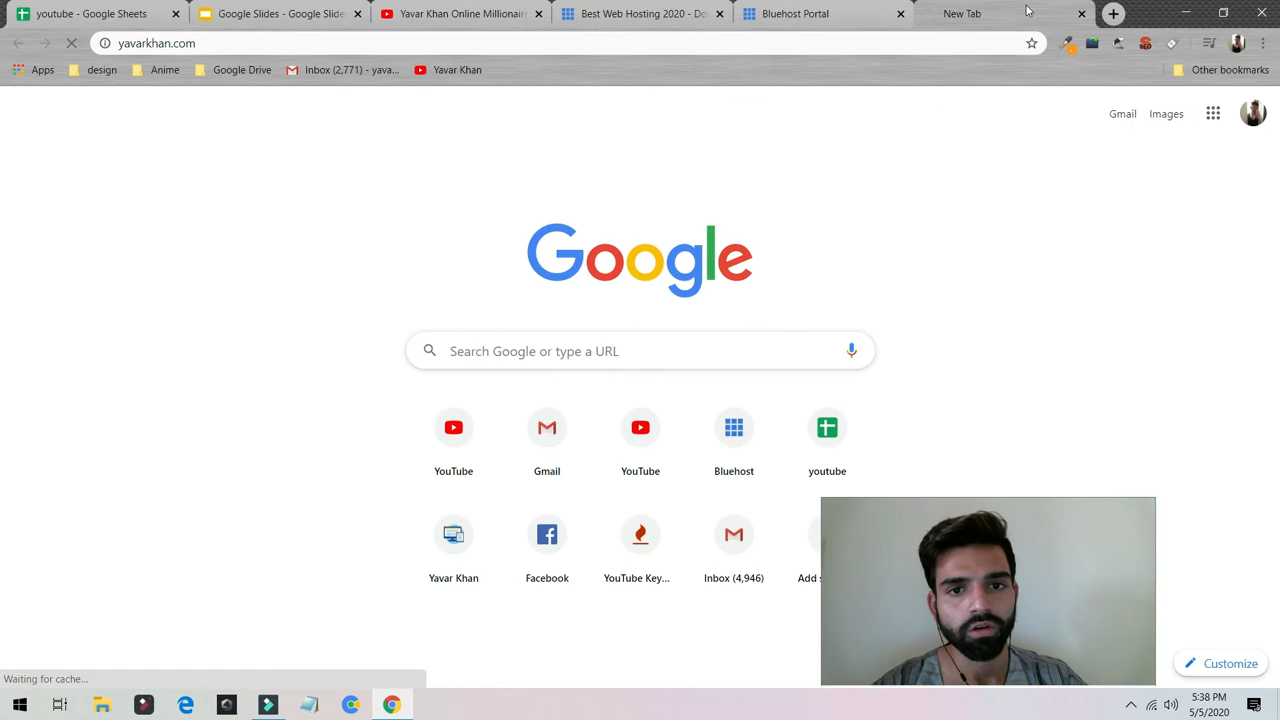 youtube - Google Sheets
Google Slides - Google Slide
Yavar Khan Online Millionai
Best Web Hosting 2020 - Do
Bluehost Portal
New Tab
yavarkhan.com
Apps
design
Anime
Google Drive
Inbox (2,771) - yava...
Yavar Khan
Other bookmarks
Gmail
Images
Google
Search Google or type a URL
YouTube
Gmail
YouTube
Bluehost
youtube
Yavar Khan
Facebook
YouTube Key...
Inbox (4,946)
Add s
Customize
Waiting for cache...
5:38 PM
5/5/2020